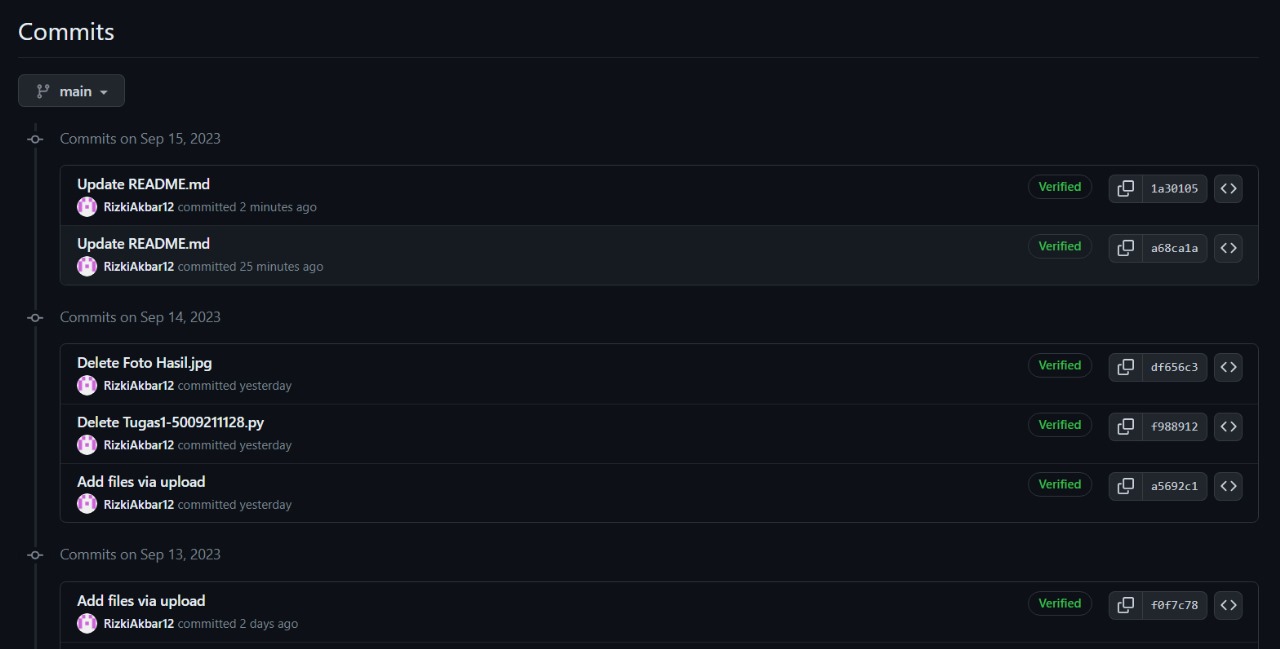 Commits
main
Commits on Sep 15, 2023
Update README.md
Verified
1a30105
RizkiAkbar12 committed 2 minutes ago
Update README.md
Verified
a68ca1a
RizkiAkbar12 committed 25 minutes ago
Commits on Sep 14, 2023
Delete Foto Hasil.jpg
Verified
df656c3
RizkiAkbar12 committed yesterday
Delete Tugas1-5009211128.py
Verified
f988912
RizkiAkbar12 committed yesterday
Add files via upload
Verified
a5692c1
RizkiAkbar12 committed yesterday
Commits on Sep 13, 2023
Add files via upload
Verified
f0f7c78
RizkiAkbar12 committed 2 days ago